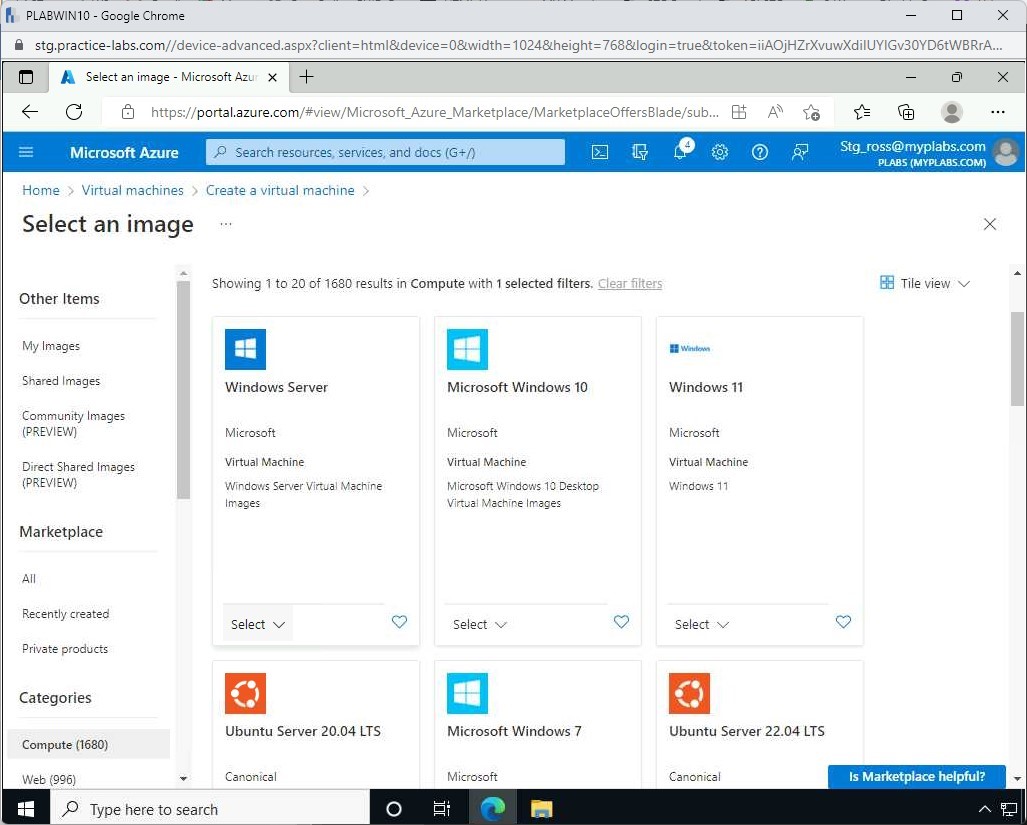 PLABWIN10 - Google Chrome
stg.practice-labs.com//device-advanced.aspx?client=html&device=0&width=1024&height=768&login=true&token=iiAOjHZrXvuwXdiIUYIGv30YD6tWBRrA...
Select an image - Microsoft Azur
https://portal.azure.com/#view/Microsoft_Azure_Marketplace/MarketplaceOffersBlade/sub...
Microsoft Azure
Search resources, services, and docs (G+/)
4
Stg_ross@myplabs.com
PLABS (MYPLABS.COM)
Home > Virtual machines > Create a virtual machine >
Select an image
...
Other Items
My Images
Shared Images
Community Images
(PREVIEW)
Direct Shared Images
(PREVIEW)
Marketplace
All
Recently created
Private products
Categories
Compute (1680)
Web (996)
Showing 1 to 20 of 1680 results in Compute with 1 selected filters. Clear filters
Tile view
Windows Server
Microsoft
Virtual Machine
Windows Server Virtual Machine
Images
Select
Microsoft Windows 10
Microsoft
Virtual Machine
Microsoft Windows 10 Desktop
Virtual Machine Images
Select
Windows
Windows 11
Microsoft
Virtual Machine
Windows 11
Select
Ubuntu Server 20.04 LTS
Canonical
Microsoft Windows 7
Microsoft
Ubuntu Server 22.04 LTS
Canonical
Is Marketplace helpful?
Type here to search